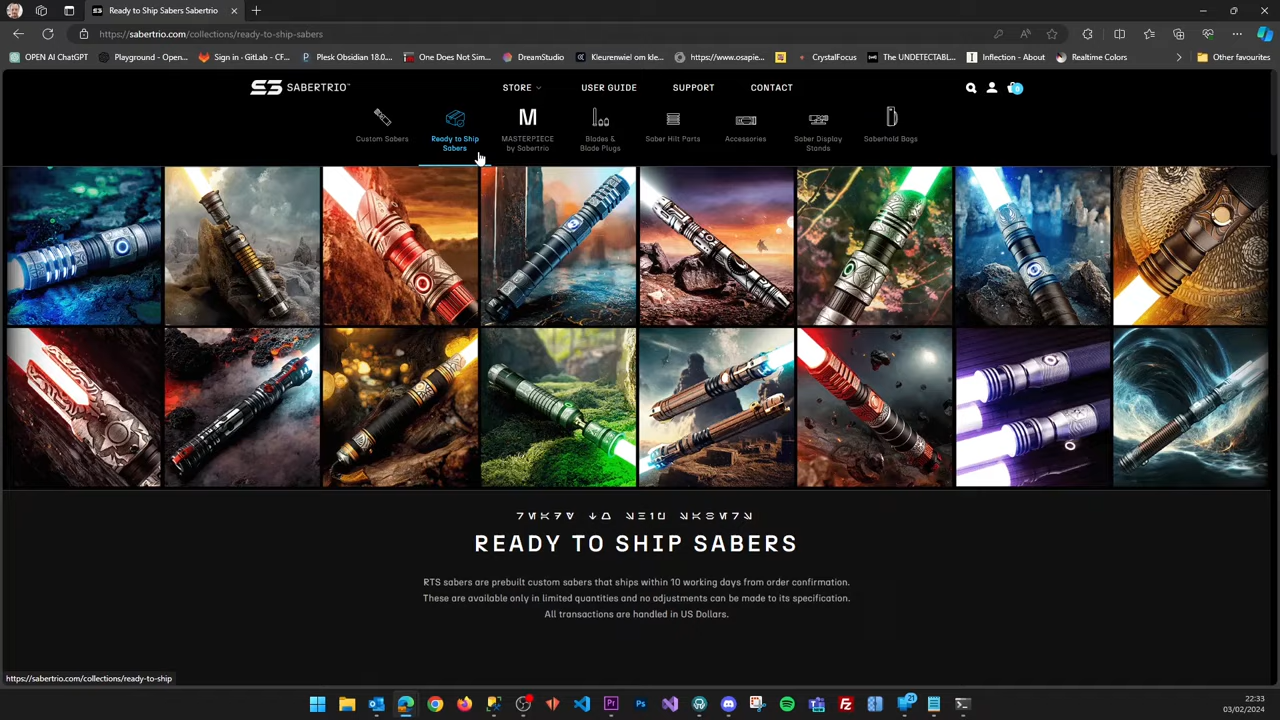 Ready to Ship Sabers Sabertrio
https://sabertrio.com/collections/ready-to-ship-sabers
OPEN AI ChatGPT
Playground - Open...
Sign in · GitLab - CF...
Plesk Obsidian 18.0....
One Does Not Sim...
DreamStudio
Kleurenwiel om kle...
https://www.osapie...
CrystalFocus
The UNDETECTABL...
Inflection - About
Realtime Colors
Other favourites
SABERTRIO™
STORE
USER GUIDE
SUPPORT
CONTACT
0
Custom Sabers
Ready to Ship
Sabers
M
MASTERPIECE
by Sabertrio
Blades &
Blade Plugs
Saber Hilt Parts
Accessories
Saber Display
Stands
Saberhold Bags
READY TO SHIP SABERS
RTS sabers are prebuilt custom sabers that ships within 10 working days from order confirmation.
These are available only in limited quantities and no adjustments can be made to its specification.
All transactions are handled in US Dollars.
https://sabertrio.com/collections/ready-to-ship
21
22:33
03/02/2024